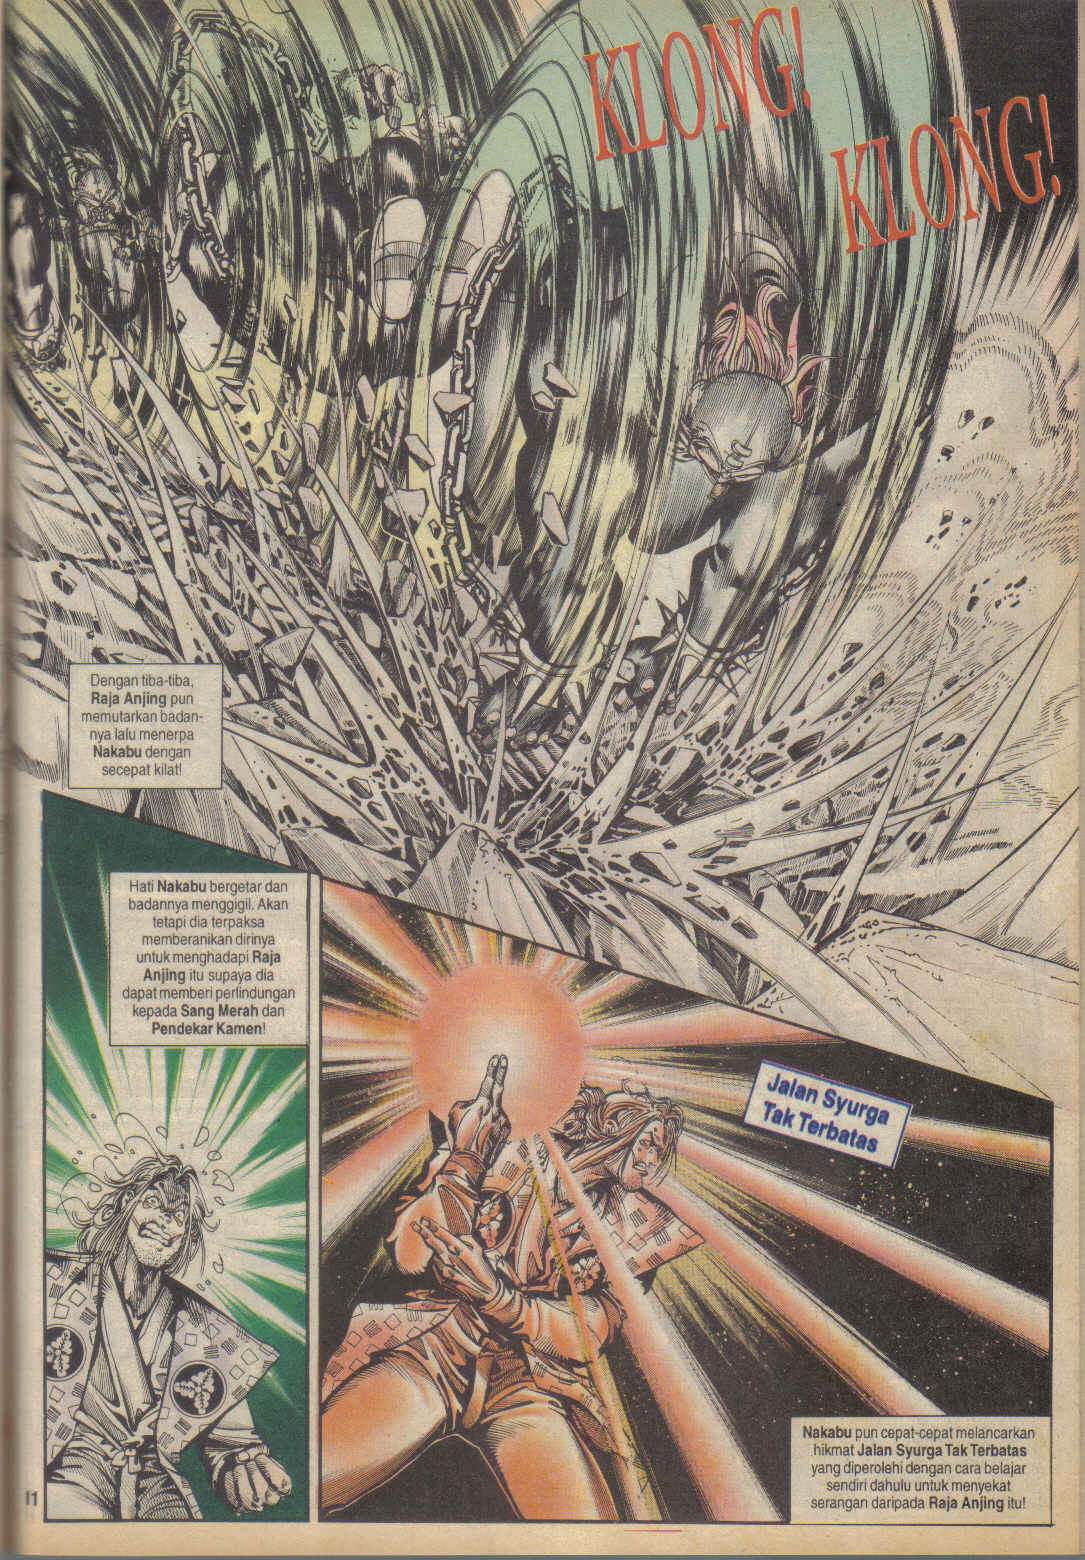 KLONG!
KLONG!
Dengan tiba-tiba,
Raja Anjing pun
memutarkan badan-
nya lalu menerpa
Nakabu dengan
secepat kilat!
Hati Nakabu bergetar dan
badannya menggigil. Akan
tetapi dia terpaksa
memberanikan dirinya
untuk menghadapi Raja
Anjing itu supaya dia
dapat memberi perlindungan
kepada Sang Merah dan
Pendekar Kamen!
Jalan Syurga
Tak Terbatas
Nakabu pun cepat-cepat melancarkan
hikmat Jalan Syurga Tak Terbatas
yang diperolehi dengan cara belajar
sendiri dahulu untuk menyekat
serangan daripada Raja Anjing itu!
11